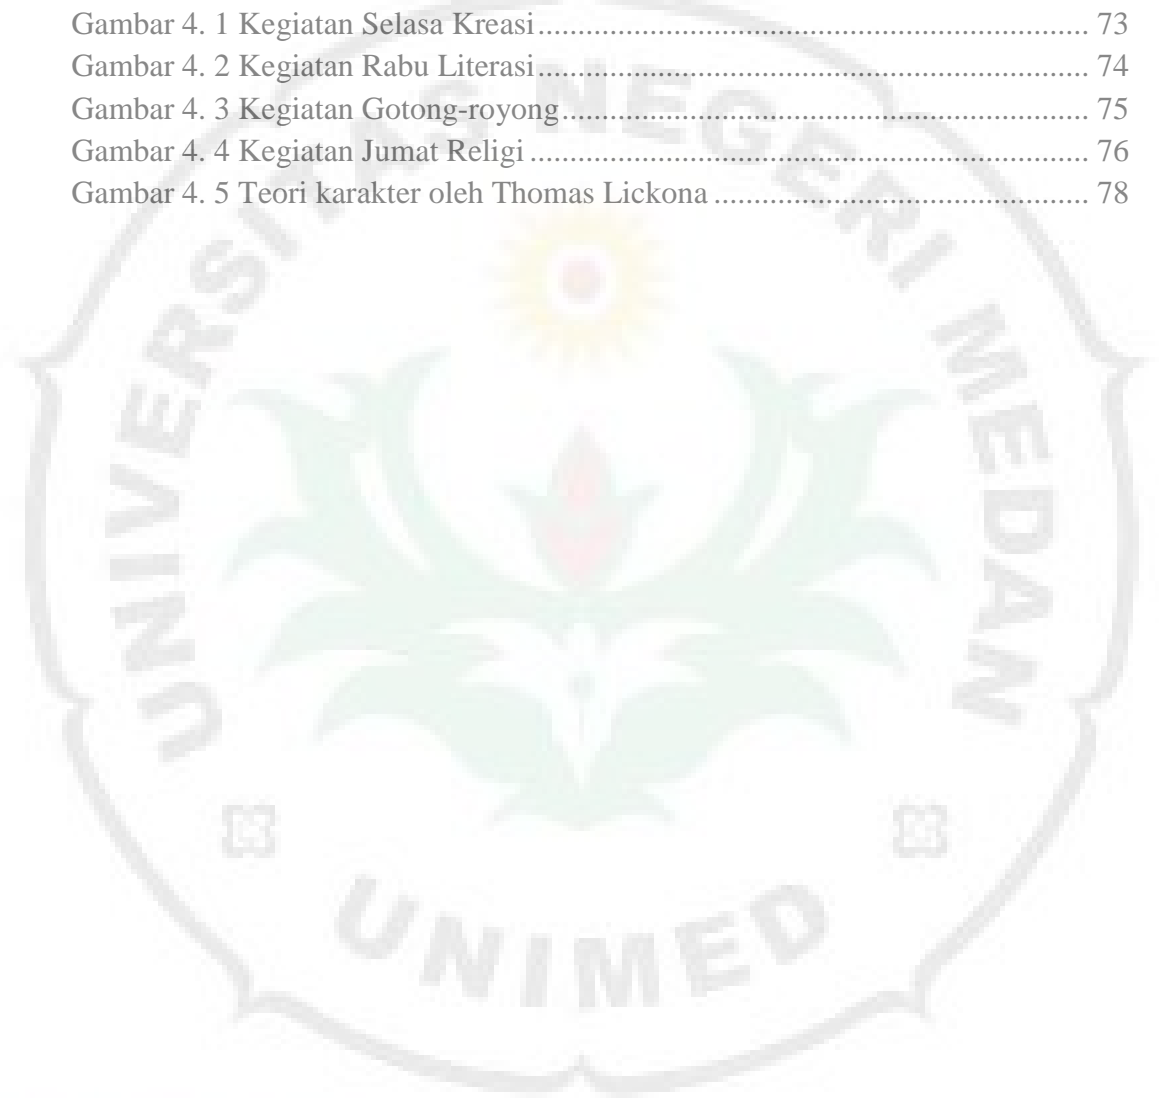 Gambar 4. 1 Kegiatan Selasa Kreasi.................................................................... 73
Gambar 4. 2 Kegiatan Rabu Literasi.................................................................... 74
Gambar 4. 3 Kegiatan Gotong-royong................................................................. 75
Gambar 4. 4 Kegiatan Jumat Religi ..................................................................... 76
Gambar 4. 5 Teori karakter oleh Thomas Lickona .............................................. 78
UNIVERSITAS NEGERI MEDAN
UNIMED